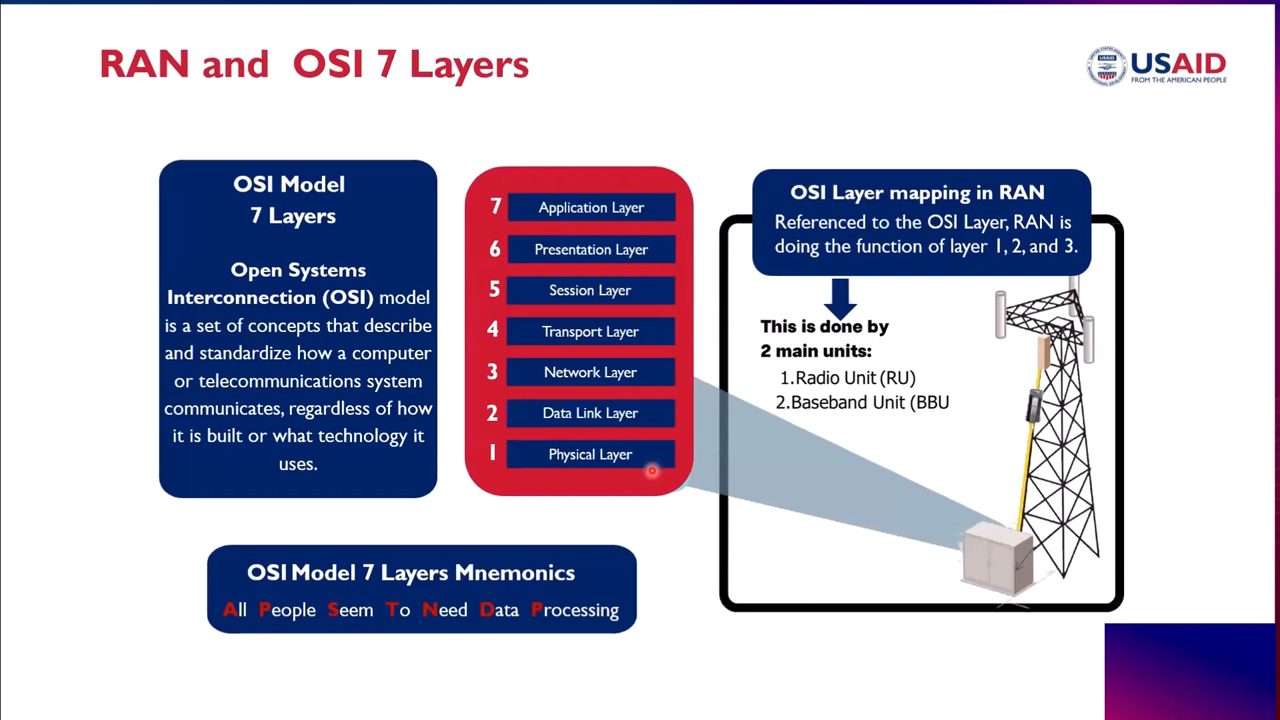 RAN and OSI 7 Layers
USAID
FROM THE AMERICAN PEOPLE
OSI Model
7 Layers
Open Systems
Interconnection (OSI) model
is a set of concepts that describe
and standardize how a computer
or telecommunications system
communicates, regardless of how
it is built or what technology it
uses.
7 Application Layer
6 Presentation Layer
5 Session Layer
4 Transport Layer
3 Network Layer
2 Data Link Layer
1 Physical Layer
OSI Layer mapping in RAN
Referenced to the OSI Layer, RAN is
doing the function of layer 1, 2, and 3.
This is done by
2 main units:
1.Radio Unit (RU)
2.Baseband Unit (BBU
OSI Model 7 Layers Mnemonics
All People Seem To Need Data Processing